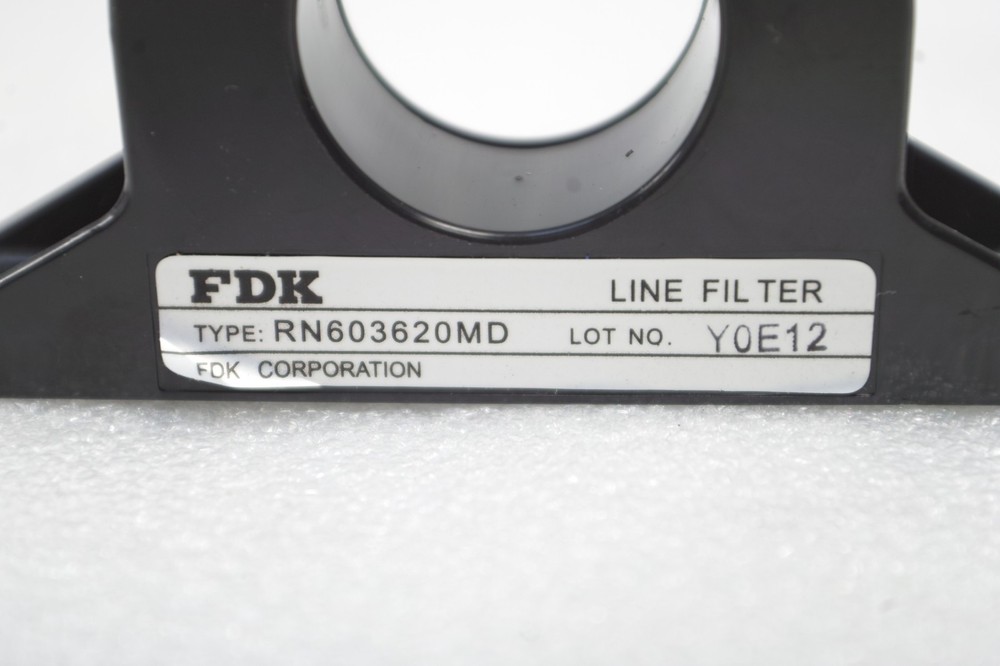 FDK LINE FILTER
TYPE: RN603620MD LOT NO. Y0E12
FDK CORPORATION